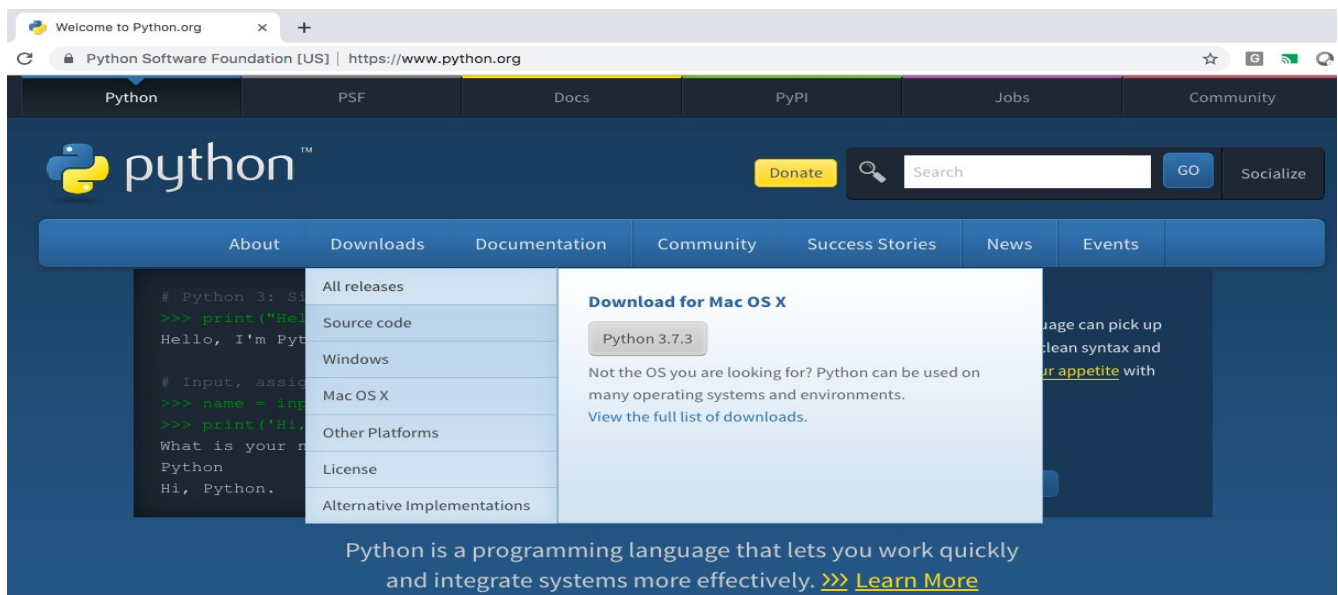 Welcome to Python.org
Python Software Foundation [US] | https://www.python.org
Python PSF Docs PyPI Jobs Community
python™
Donate Search GO Socialize
About Downloads Documentation Community Success Stories News Events
# Python 3: Si
>>> print("Hel
Hello, I'm Pyt
# Input, assig
>>> name = inp
>>> print('Hi,
What is your n
Python
Hi, Python.
All releases
Source code
Windows
Mac OS X
Other Platforms
License
Alternative Implementations
Download for Mac OS X
Python 3.7.3
Not the OS you are looking for? Python can be used on
many operating systems and environments.
View the full list of downloads.
uage can pick up
clean syntax and
ur appetite with
Python is a programming language that lets you work quickly
and integrate systems more effectively. >>> Learn More